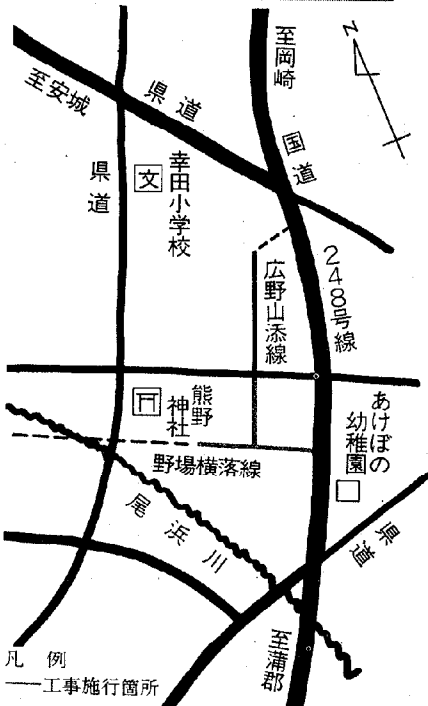 至岡崎
N
至安城
県道
国道
県道
文
幸田小学校
248号線
広野山添線
熊野
神社
あけぼの
幼稚園
野場横落線
尾浜川
県道
至蒲郡
凡 例
――工事施行箇所